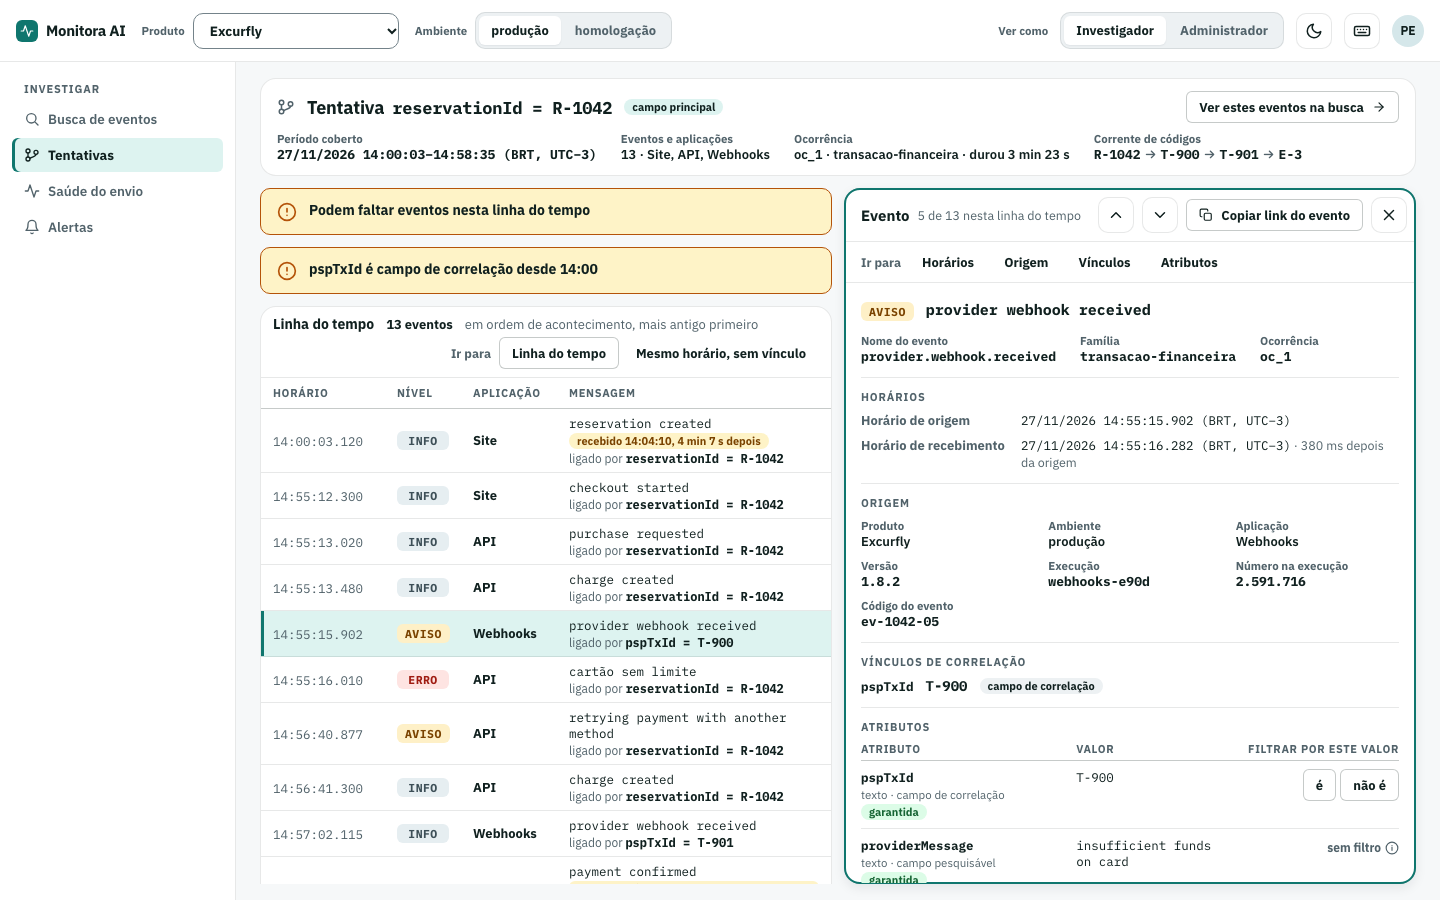 Monitora AI
Produto
Excurfly
Ambiente
produção
homologação
Ver como
Investigador
Administrador
PE
INVESTIGAR
Busca de eventos
Tentativas
Saúde do envio
Alertas
Tentativa reservationId = R-1042
campo principal
Ver estes eventos na busca
Período coberto
27/11/2026 14:00:03–14:58:35 (BRT, UTC−3)
Eventos e aplicações
13 · Site, API, Webhooks
Ocorrência
oc_1 · transacao-financeira · durou 3 min 23 s
Corrente de códigos
R-1042 → T-900 → T-901 → E-3
Podem faltar eventos nesta linha do tempo
pspTxId é campo de correlação desde 14:00
Linha do tempo 13 eventos em ordem de acontecimento, mais antigo primeiro
Ir para
Linha do tempo
Mesmo horário, sem vínculo
HORÁRIO NÍVEL APLICAÇÃO MENSAGEM
14:00:03.120 INFO Site reservation created
recebido 14:04:10, 4 min 7 s depois
ligado por reservationId = R-1042
14:55:12.300 INFO Site checkout started
ligado por reservationId = R-1042
14:55:13.020 INFO API purchase requested
ligado por reservationId = R-1042
14:55:13.480 INFO API charge created
ligado por reservationId = R-1042
14:55:15.902 AVISO Webhooks provider webhook received
ligado por pspTxId = T-900
14:55:16.010 ERRO API cartão sem limite
ligado por reservationId = R-1042
14:56:40.877 AVISO API retrying payment with another
method
ligado por reservationId = R-1042
14:56:41.300 INFO API charge created
ligado por reservationId = R-1042
14:57:02.115 INFO Webhooks provider webhook received
ligado por pspTxId = T-901
payment confirmed
Evento 5 de 13 nesta linha do tempo
Copiar link do evento
Ir para
Horários
Origem
Vínculos
Atributos
AVISO provider webhook received
Nome do evento
provider.webhook.received
Família
transacao-financeira
Ocorrência
oc_1
HORÁRIOS
Horário de origem 27/11/2026 14:55:15.902 (BRT, UTC−3)
Horário de recebimento 27/11/2026 14:55:16.282 (BRT, UTC−3) · 380 ms depois
da origem
ORIGEM
Produto
Excurfly
Ambiente
produção
Aplicação
Webhooks
Versão
1.8.2
Execução
webhooks-e90d
Número na execução
2.591.716
Código do evento
ev-1042-05
VÍNCULOS DE CORRELAÇÃO
pspTxId T-900 campo de correlação
ATRIBUTOS
ATRIBUTO VALOR FILTRAR POR ESTE VALOR
pspTxId T-900 é não é
texto · campo de correlação
garantida
providerMessage insufficient funds
on card
sem filtro
texto · campo pesquisável
garantida